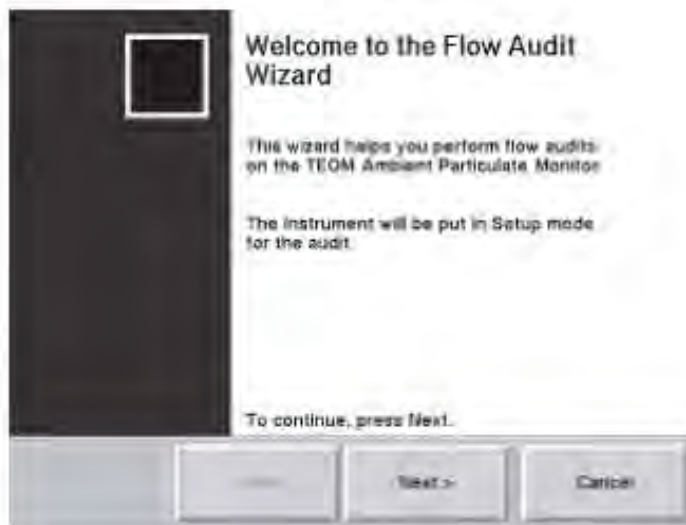 Welcome to the Flow Audit
Wizard
This wizard helps you perform flow audits
on the TEOM Ambient Particulate Monitor
The instrument will be put in Setup mode
for the audit.
To continue, press Next.
Next >
Cancel